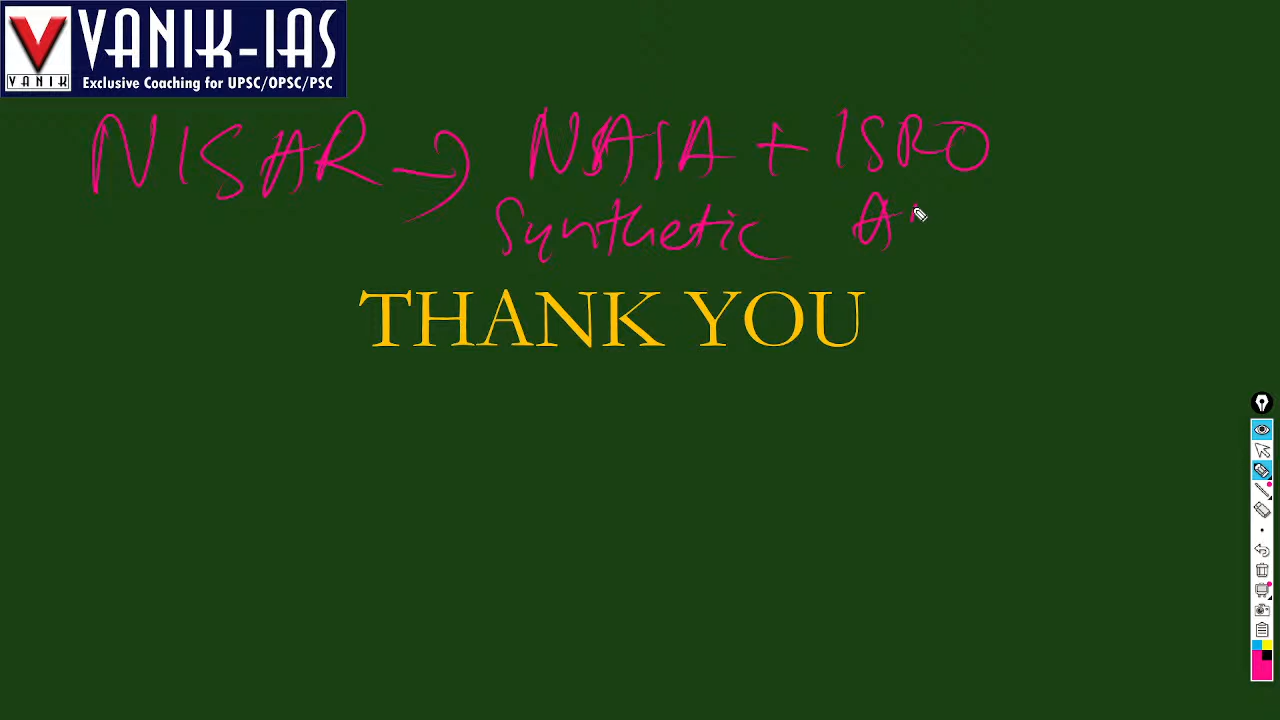 VANIK-IAS
VANIK
Exclusive Coaching for UPSC/OPSC/PSC
NISAR → NASA + ISRO
Synthetic A
THANK YOU